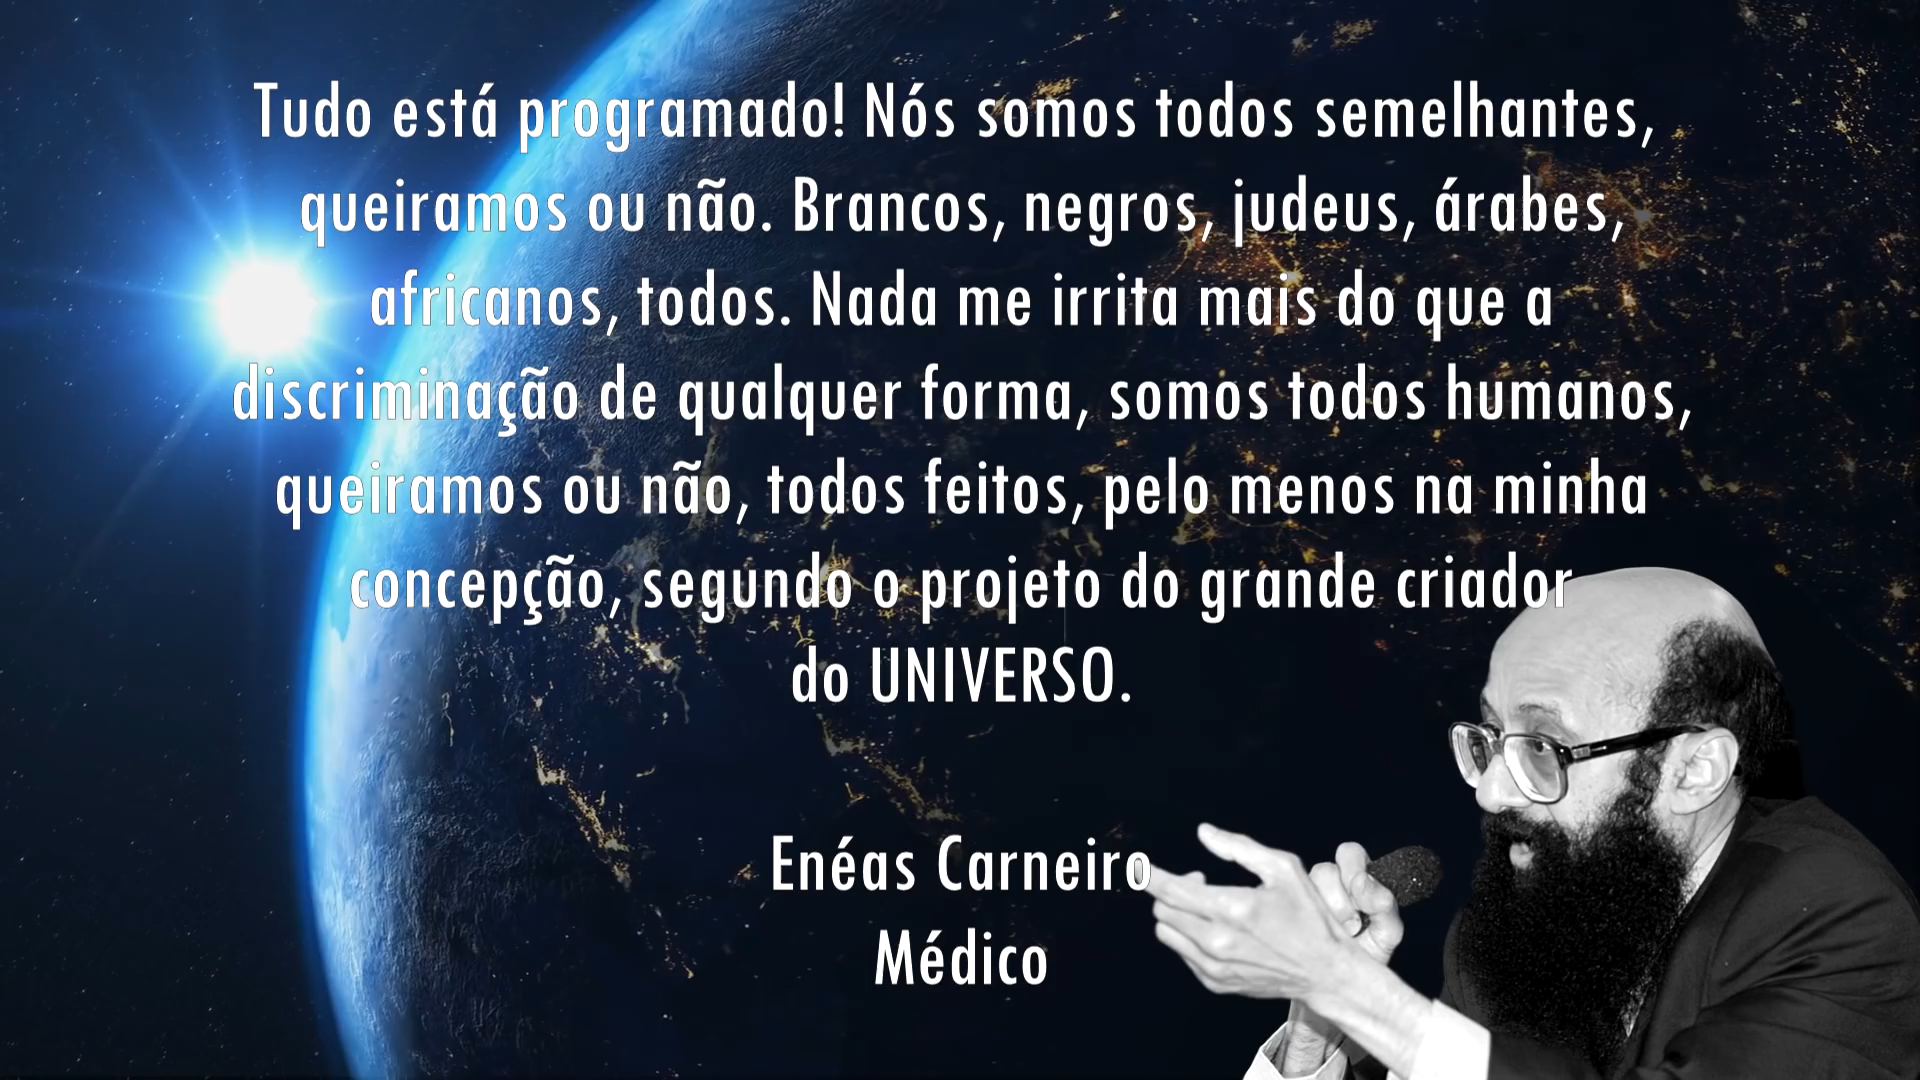 Tudo está programado! Nós somos todos semelhantes,
queiramos ou não. Brancos, negros, judeus, árabes,
africanos, todos. Nada me irrita mais do que a
discriminação de qualquer forma, somos todos humanos,
queiramos ou não, todos feitos, pelo menos na minha
concepção, segundo o projeto do grande criador
do UNIVERSO.
Enéas Carneiro
Médico